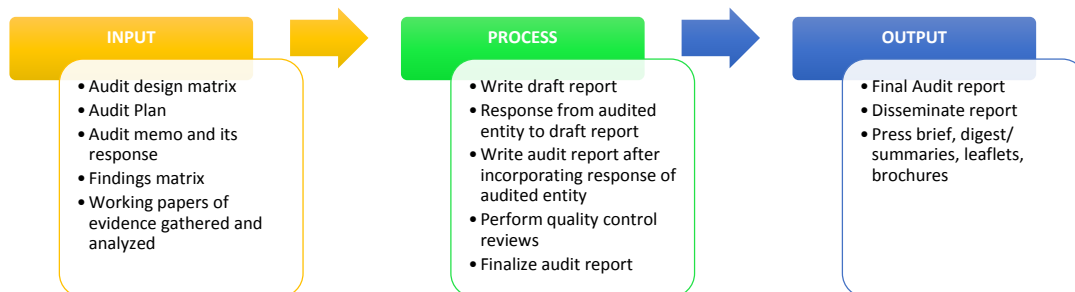 INPUT
• Audit design matrix
• Audit Plan
• Audit memo and its
response
• Findings matrix
• Working papers of
evidence gathered and
analyzed
PROCESS
• Write draft report
• Response from audited
entity to draft report
• Write audit report after
incorporating response of
audited entity
• Perform quality control
reviews
• Finalize audit report
OUTPUT
• Final Audit report
• Disseminate report
• Press brief, digest/
summaries, leaflets,
brochures